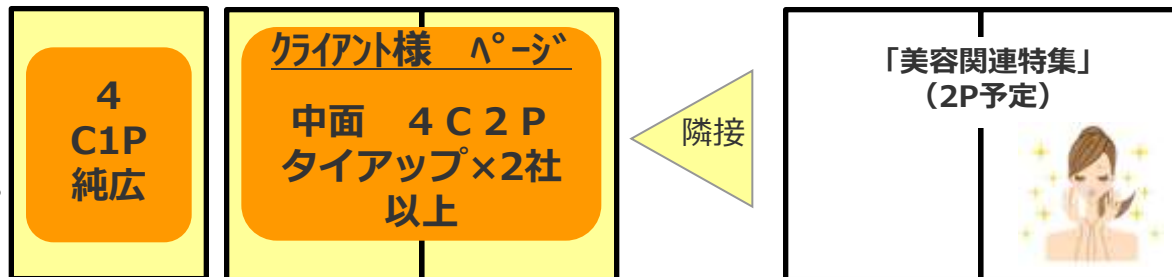 4
C1P
純広
クライアント様　ページ
中面　４Ｃ２Ｐ
タイアップ×2社
以上
隣接
「美容関連特集」
（2P予定）